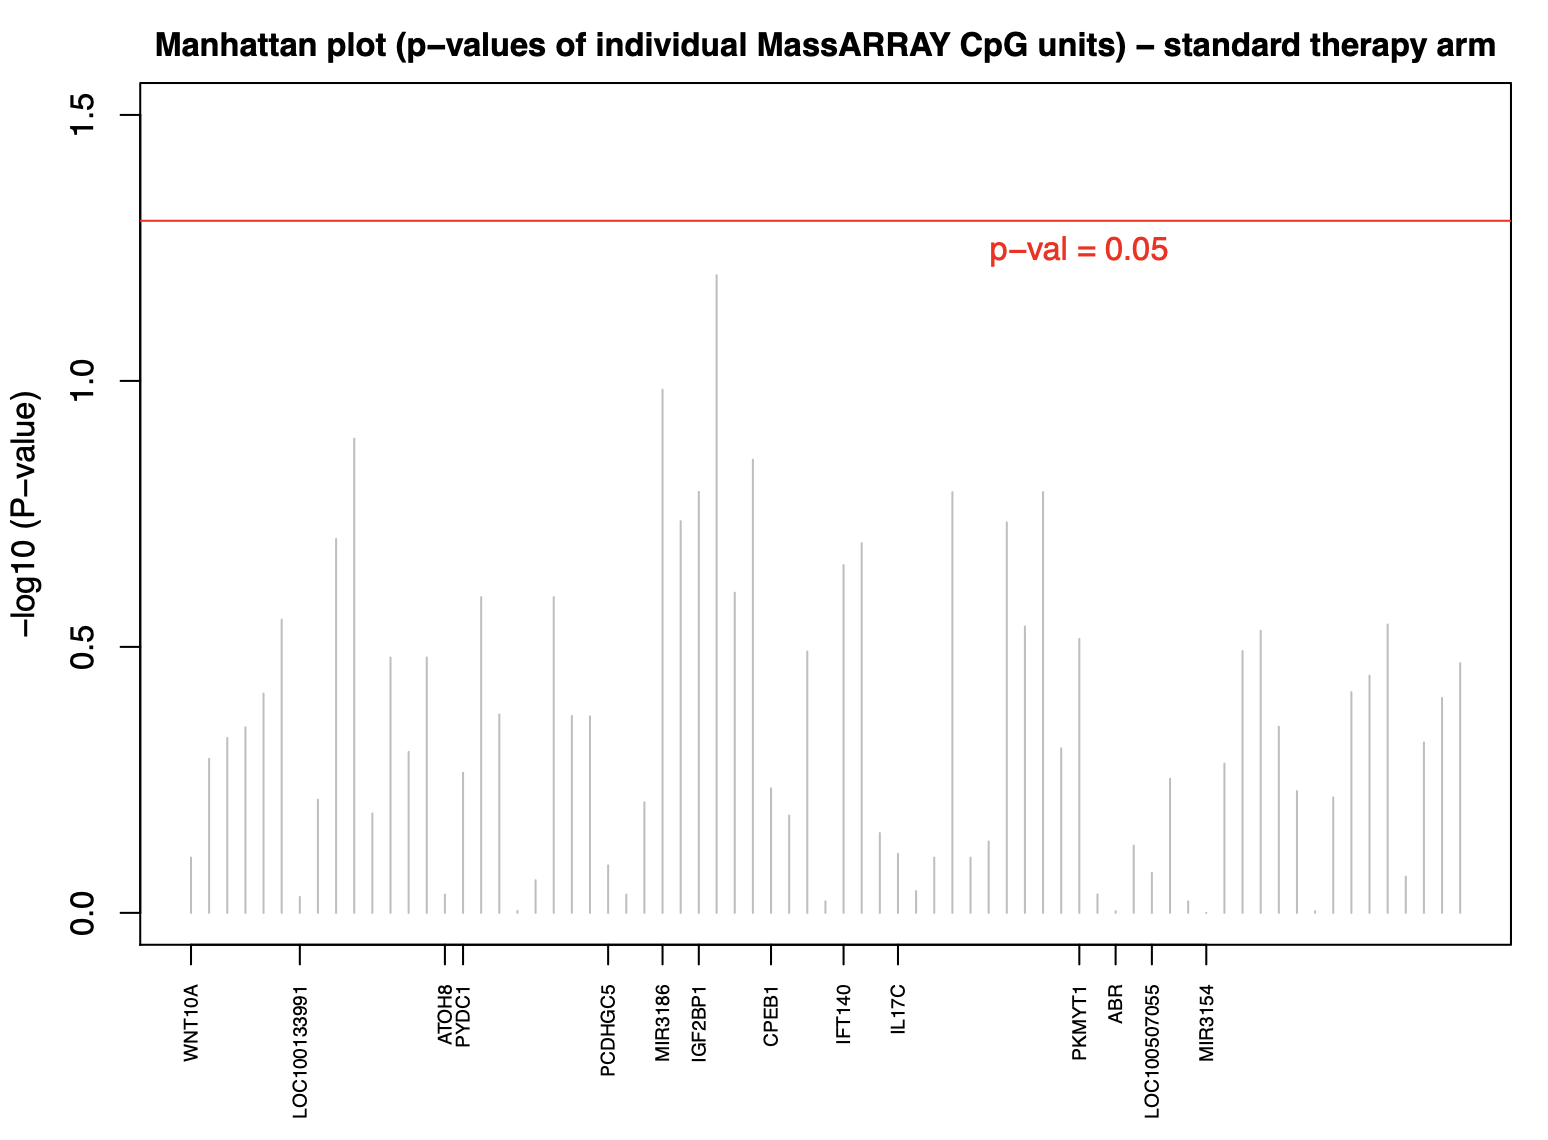 Manhattan plot (p−values of individual MassARRAY CpG units) − standard therapy arm
−log10 (P−value)
1.5
1.0
0.5
0.0
p−val = 0.05
WNT10A
LOC100133991
ATOH8
PYDC1
PCDHGC5
MIR3186
IGF2BP1
CPEB1
IFT140
IL17C
PKMYT1
ABR
LOC100507055
MIR3154